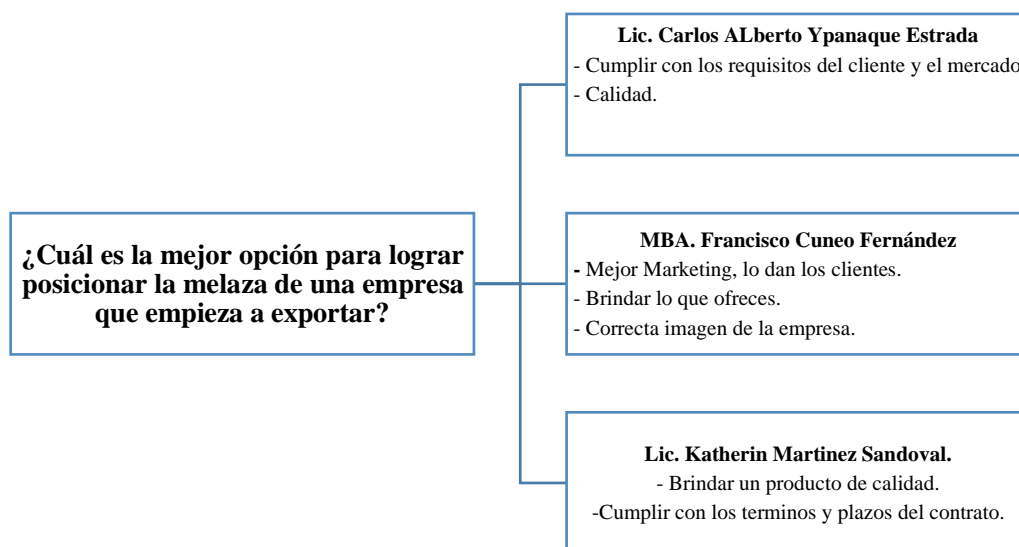 ¿Cuál es la mejor opción para lograr
posicionar la melaza de una empresa
que empieza a exportar?
Lic. Carlos ALberto Ypanaque Estrada
- Cumplir con los requisitos del cliente y el mercado
- Calidad.
MBA. Francisco Cuneo Fernández
- Mejor Marketing, lo dan los clientes.
- Brindar lo que ofreces.
- Correcta imagen de la empresa.
Lic. Katherin Martinez Sandoval.
- Brindar un producto de calidad.
-Cumplir con los terminos y plazos del contrato.